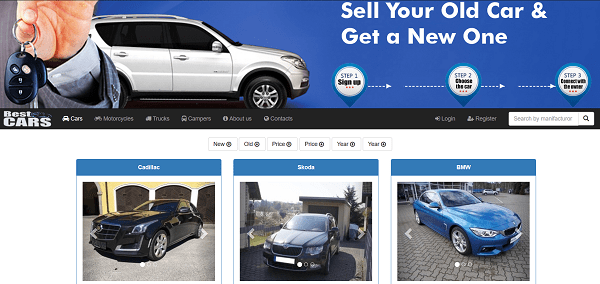 Sell Your Old Car &
Get a New One
STEP 1
Sign up
STEP 2
Choose
the car
STEP 3
Connect with
the owner
Best
CARS
Cars Motorcycles Trucks Campers About us Contacts Login Register Search by manifacturor
New Old Price Price Year Year
Cadillac Skoda BMW